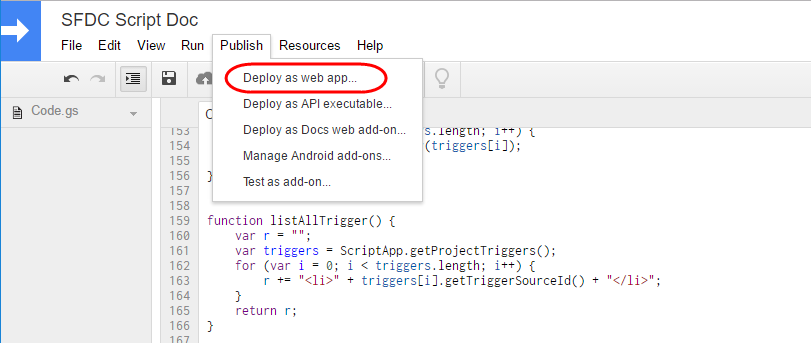 SFDC Script Doc
File Edit View Run Publish Resources Help
Deploy as web app...
Deploy as API executable...
Deploy as Docs web add-on...
Manage Android add-ons...
Test as add-on...
Code.gs
153 s.length; i++) {
154 (triggers[i]);
155
156 }
157
158
159 function listAllTrigger() {
160 var r = "";
161 var triggers = ScriptApp.getProjectTriggers();
162 for (var i = 0; i < triggers.length; i++) {
163 r += "<li>" + triggers[i].getTriggerSourceId() + "</li>";
164 }
165 return r;
166 }
167